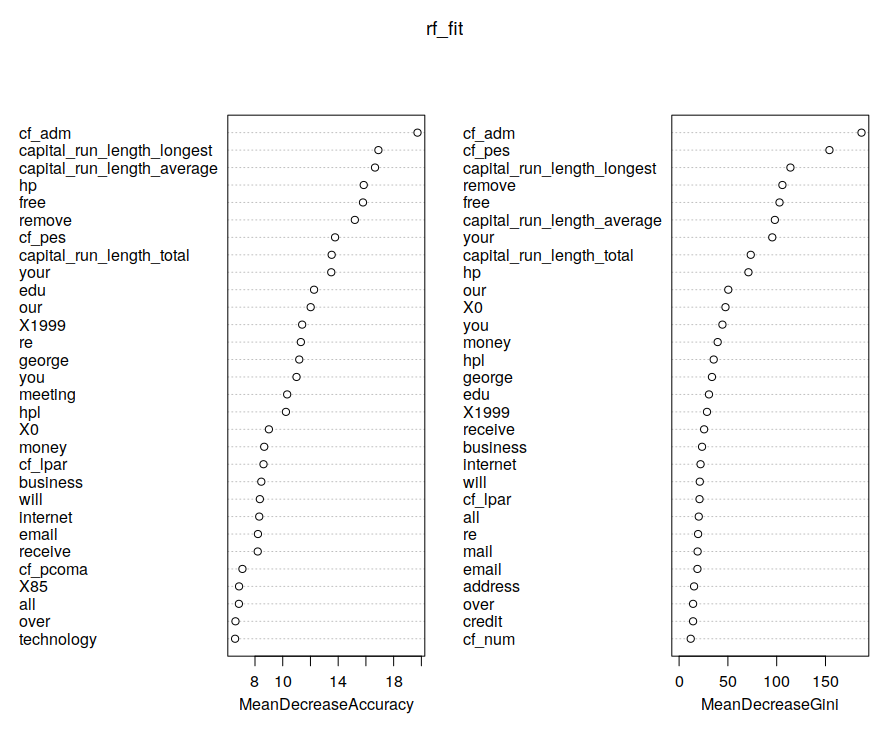 rf_fit
cf_adm
capital_run_length_longest
capital_run_length_average
hp
free
remove
cf_pes
capital_run_length_total
your
edu
our
X1999
re
george
you
meeting
hpl
X0
money
cf_lpar
business
will
internet
email
receive
cf_pcoma
X85
all
over
technology
8 10 14 18
MeanDecreaseAccuracy
cf_adm
cf_pes
capital_run_length_longest
remove
free
capital_run_length_average
your
capital_run_length_total
hp
our
X0
you
money
hpl
george
edu
X1999
receive
business
internet
will
cf_lpar
all
re
mail
email
address
over
credit
cf_num
0 50 100 150
MeanDecreaseGini